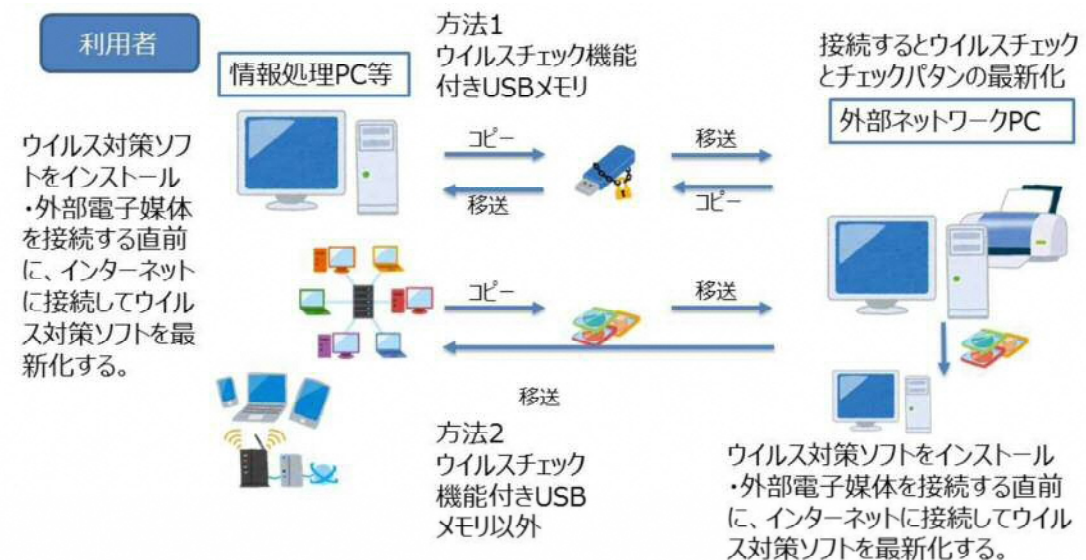 利用者
情報処理PC等
ウイルス対策ソフ
トをインストール
・外部電子媒体
を接続する直前
に、インターネット
に接続してウイル
ス対策ソフトを最
新化する。
方法1
ウイルスチェック機能
付きUSBメモリ
コピー
移送
移送
コピー
コピー
移送
移送
方法2
ウイルスチェック
機能付きUSB
メモリ以外
接続するとウイルスチェック
とチェックパタンの最新化
外部ネットワークPC
ウイルス対策ソフトをインストール
・外部電子媒体を接続する直前
に、インターネットに接続してウイル
ス対策ソフトを最新化する。